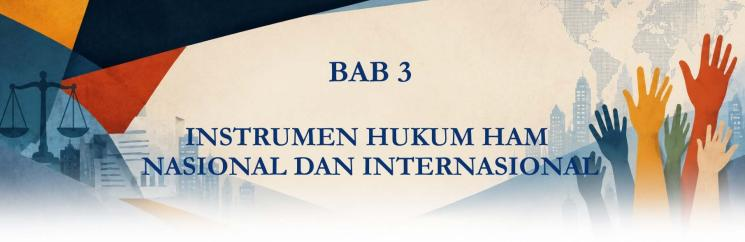 BAB 3
INSTRUMEN HUKUM HAM
NASIONAL DAN INTERNASIONAL